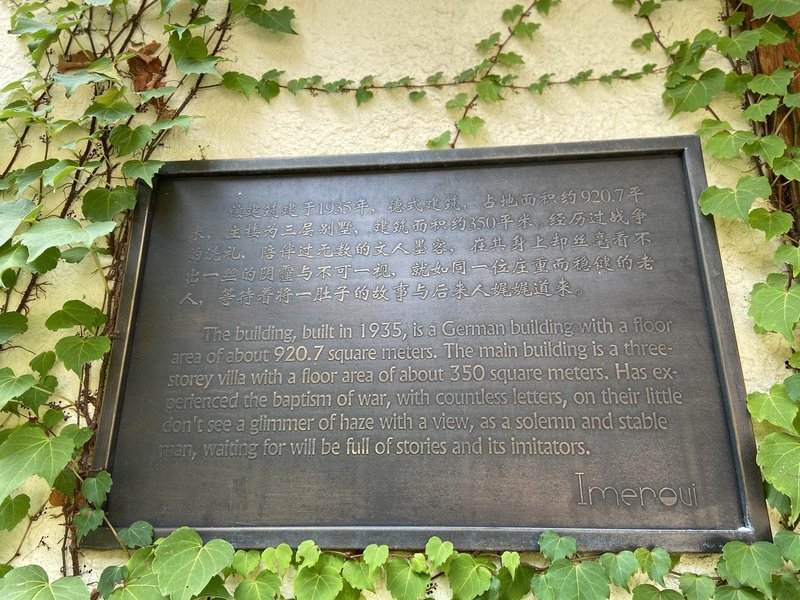 该建筑建于1935年，德式建筑，占地面积约920.7平
米，主楼为三层别墅，建筑面积约350平米。经历过战争
的洗礼，陪伴过无数的文人墨客，在其身上却丝毫看不
出一丝的阴霾与不可一视，就如同一位庄重而稳健的老
人，等待着将一肚子的故事与后来人娓娓道来。
The building, built in 1935, is a German building with a floor
area of about 920.7 square meters. The main building is a three-
storey villa with a floor area of about 350 square meters. Has ex-
perienced the baptism of war, with countless letters, on their little
don't see a glimmer of haze with a view, as a solemn and stable
man, waiting for will be full of stories and its imitators.
Imeroui